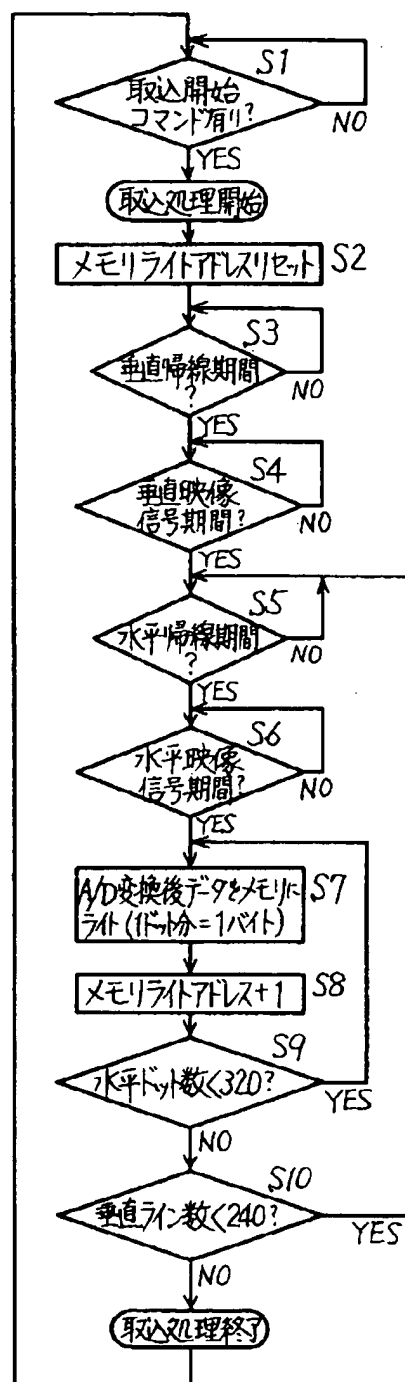 S1
取込開始
コマンド有り?
NO
YES
取込処理開始
メモリライトアドレスリセット
S2
S3
垂直帰線期間
?
NO
YES
S4
垂直映像
信号期間?
NO
YES
S5
水平帰線期間
?
NO
YES
S6
水平映像
信号期間?
NO
YES
A/D変換後データをメモリに
ライト(1ドット分=1バイト)
S7
メモリライトアドレス+1
S8
S9
水平ドット数<320?
YES
NO
S10
垂直ライン数<240?
YES
NO
取込処理終了